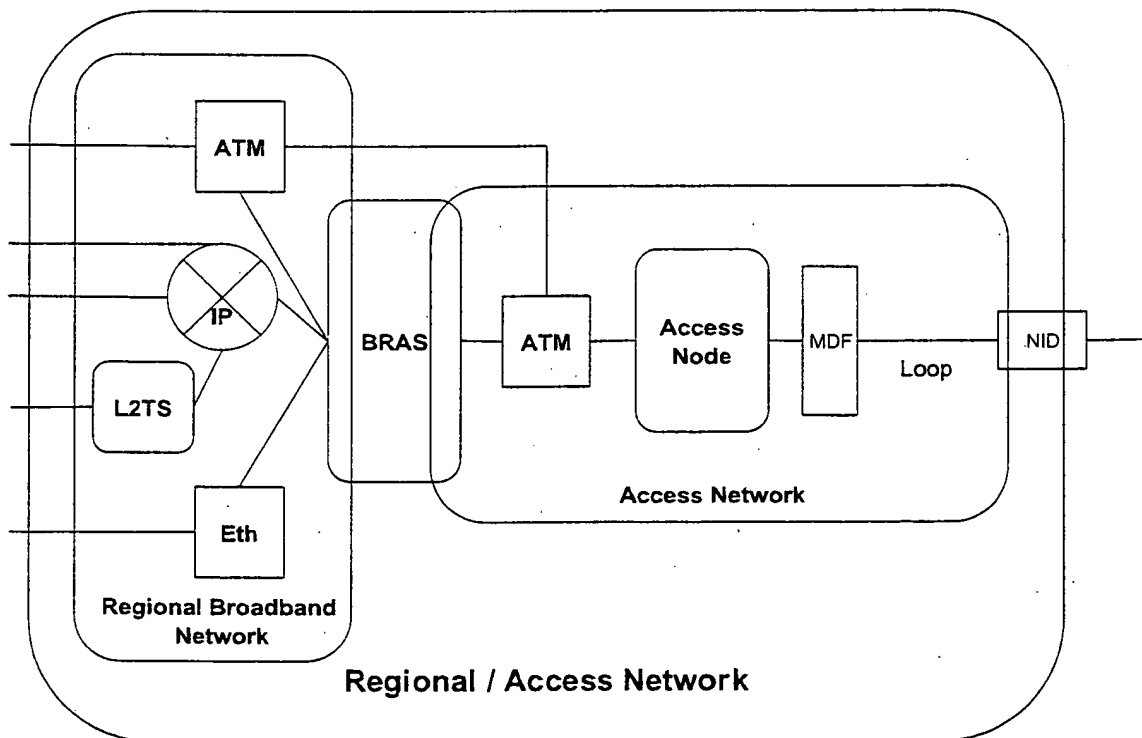 ATM
IP
L2TS
Eth
Regional Broadband
Network
BRAS
ATM
Access
Node
MDF
Loop
NID
Access Network
Regional / Access Network